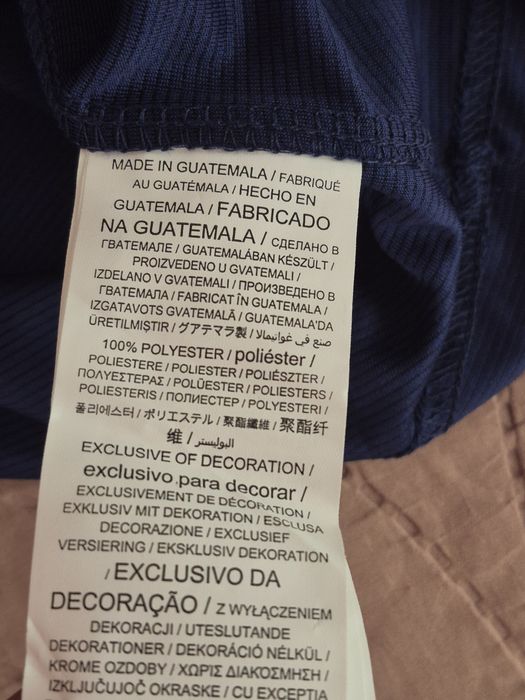 MADE IN GUATEMALA / FABRIQUÉ
AU GUATÉMALA / HECHO EN
GUATEMALA / FABRICADO
NA GUATEMALA / СДЕЛАНО В
ГВАТЕМАЛЕ / GUATEMALÁBAN KÉSZÜLT /
PROIZVEDENO U GVATEMALI /
IZDELANO V GVATEMALI / ПРОИЗВЕДЕНО В
ГВАТЕМАЛА / FABRICAT ÎN GUATEMALA /
IZGATAVOTS GVATEMALĀ / GUATEMALA'DA
ÜRETILMIŞTIR / グアテマラ製 / صنع في غواتيمالا
100% POLYESTER / poliéster /
POLIESTERE / POLIESTER / POLIÉSZTER /
ΠΟΛΥΕΣΤΕΡΑΣ / POLÜESTER / POLIESTERS /
POLIESTERIS / ПОЛИЕСТЕР / POLYESTERI /
폴리에스터 / ポリエステル / 聚酯纖維 / 聚酯纤
维 / البوليستر
EXCLUSIVE OF DECORATION /
exclusivo para decorar /
EXCLUSIVEMENT DE DÉCORATION /
EXKLUSIV MIT DEKORATION / ESCLUSA
DECORAZIONE / EXCLUSIEF
VERSIERING / EKSKLUSIV DEKORATION
/ EXCLUSIVO DA
DECORAÇÃO / Z WYŁĄCZENIEM
DEKORACJI / UTESLUTANDE
DEKORATIONER / DEKORÁCIÓ NÉLKÜL /
KROME OZDOBY / ΧΩΡΙΣ ΔΙΑΚΟΣΜΗΣΗ /
IZKLJUČUJOČ OKRASKE / CU EXCEPTIA